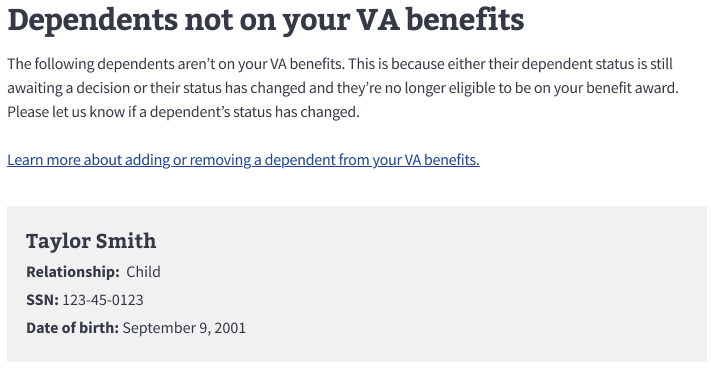 Dependents not on your VA benefits
The following dependents aren't on your VA benefits. This is because either their dependent status is still
awaiting a decision or their status has changed and they're no longer eligible to be on your benefit award.
Please let us know if a dependent's status has changed.
Learn more about adding or removing a dependent from your VA benefits.
Taylor Smith
Relationship: Child
SSN: 123-45-0123
Date of birth: September 9, 2001